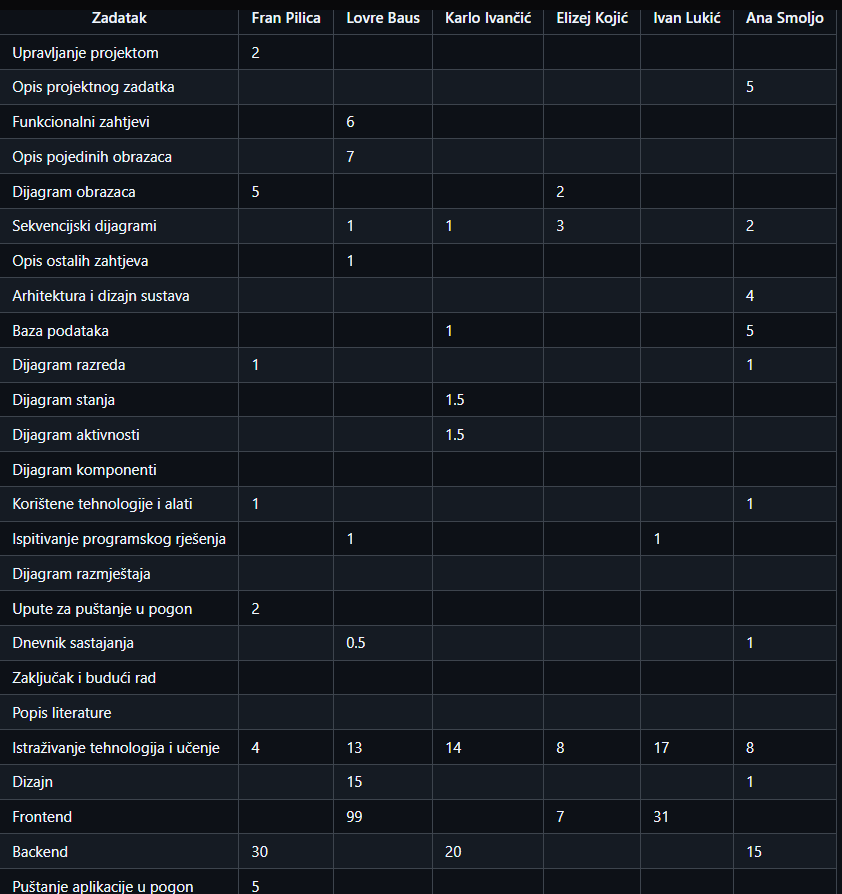 Zadatak Fran Pilica Lovre Baus Karlo Ivančić Elizej Kojić Ivan Lukić Ana Smoljo
Upravljanje projektom 2
Opis projektnog zadatka 5
Funkcionalni zahtjevi 6
Opis pojedinih obrazaca 7
Dijagram obrazaca 5 2
Sekvencijski dijagrami 1 1 3 2
Opis ostalih zahtjeva 1
Arhitektura i dizajn sustava 4
Baza podataka 1 5
Dijagram razreda 1 1
Dijagram stanja 1.5
Dijagram aktivnosti 1.5
Dijagram komponenti
Korištene tehnologije i alati 1 1
Ispitivanje programskog rješenja 1 1
Dijagram razmještaja
Upute za puštanje u pogon 2
Dnevnik sastajanja 0.5 1
Zaključak i budući rad
Popis literature
Istraživanje tehnologija i učenje 4 13 14 8 17 8
Dizajn 15 1
Frontend 99 7 31
Backend 30 20 15
Puštanje aplikacije u pogon 5